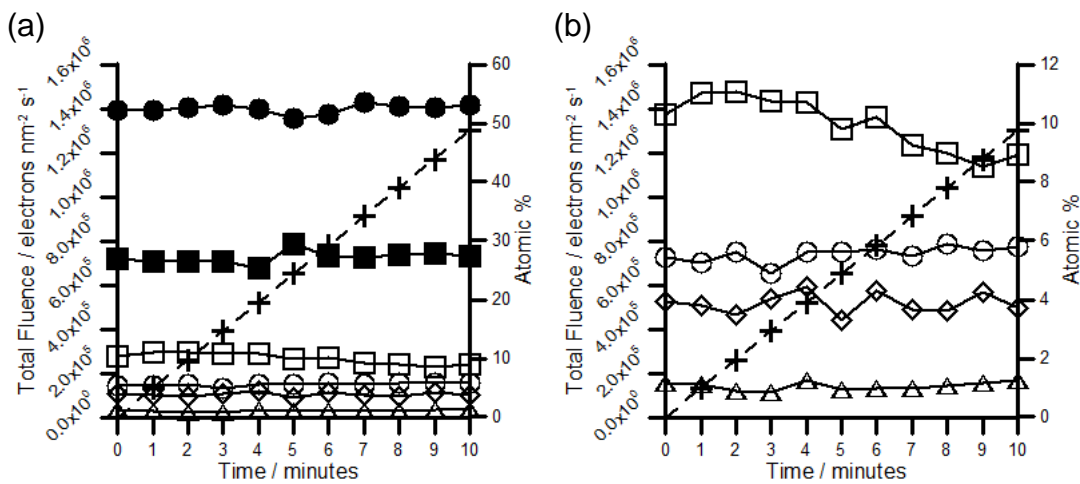 (a)
Total Fluence / electrons nm⁻² s⁻¹
1.6x10⁶
1.4x10⁶
1.2x10⁶
1.0x10⁶
8.0x10⁵
6.0x10⁵
4.0x10⁵
2.0x10⁵
0.0x10⁰
60
50
40
30
20
10
0
Atomic %
0 1 2 3 4 5 6 7 8 9 10
Time / minutes
(b)
Total Fluence / electrons nm⁻² s⁻¹
1.6x10⁶
1.4x10⁶
1.2x10⁶
1.0x10⁶
8.0x10⁵
6.0x10⁵
4.0x10⁵
2.0x10⁵
0.0x10⁰
12
10
8
6
4
2
0
Atomic %
0 1 2 3 4 5 6 7 8 9 10
Time / minutes